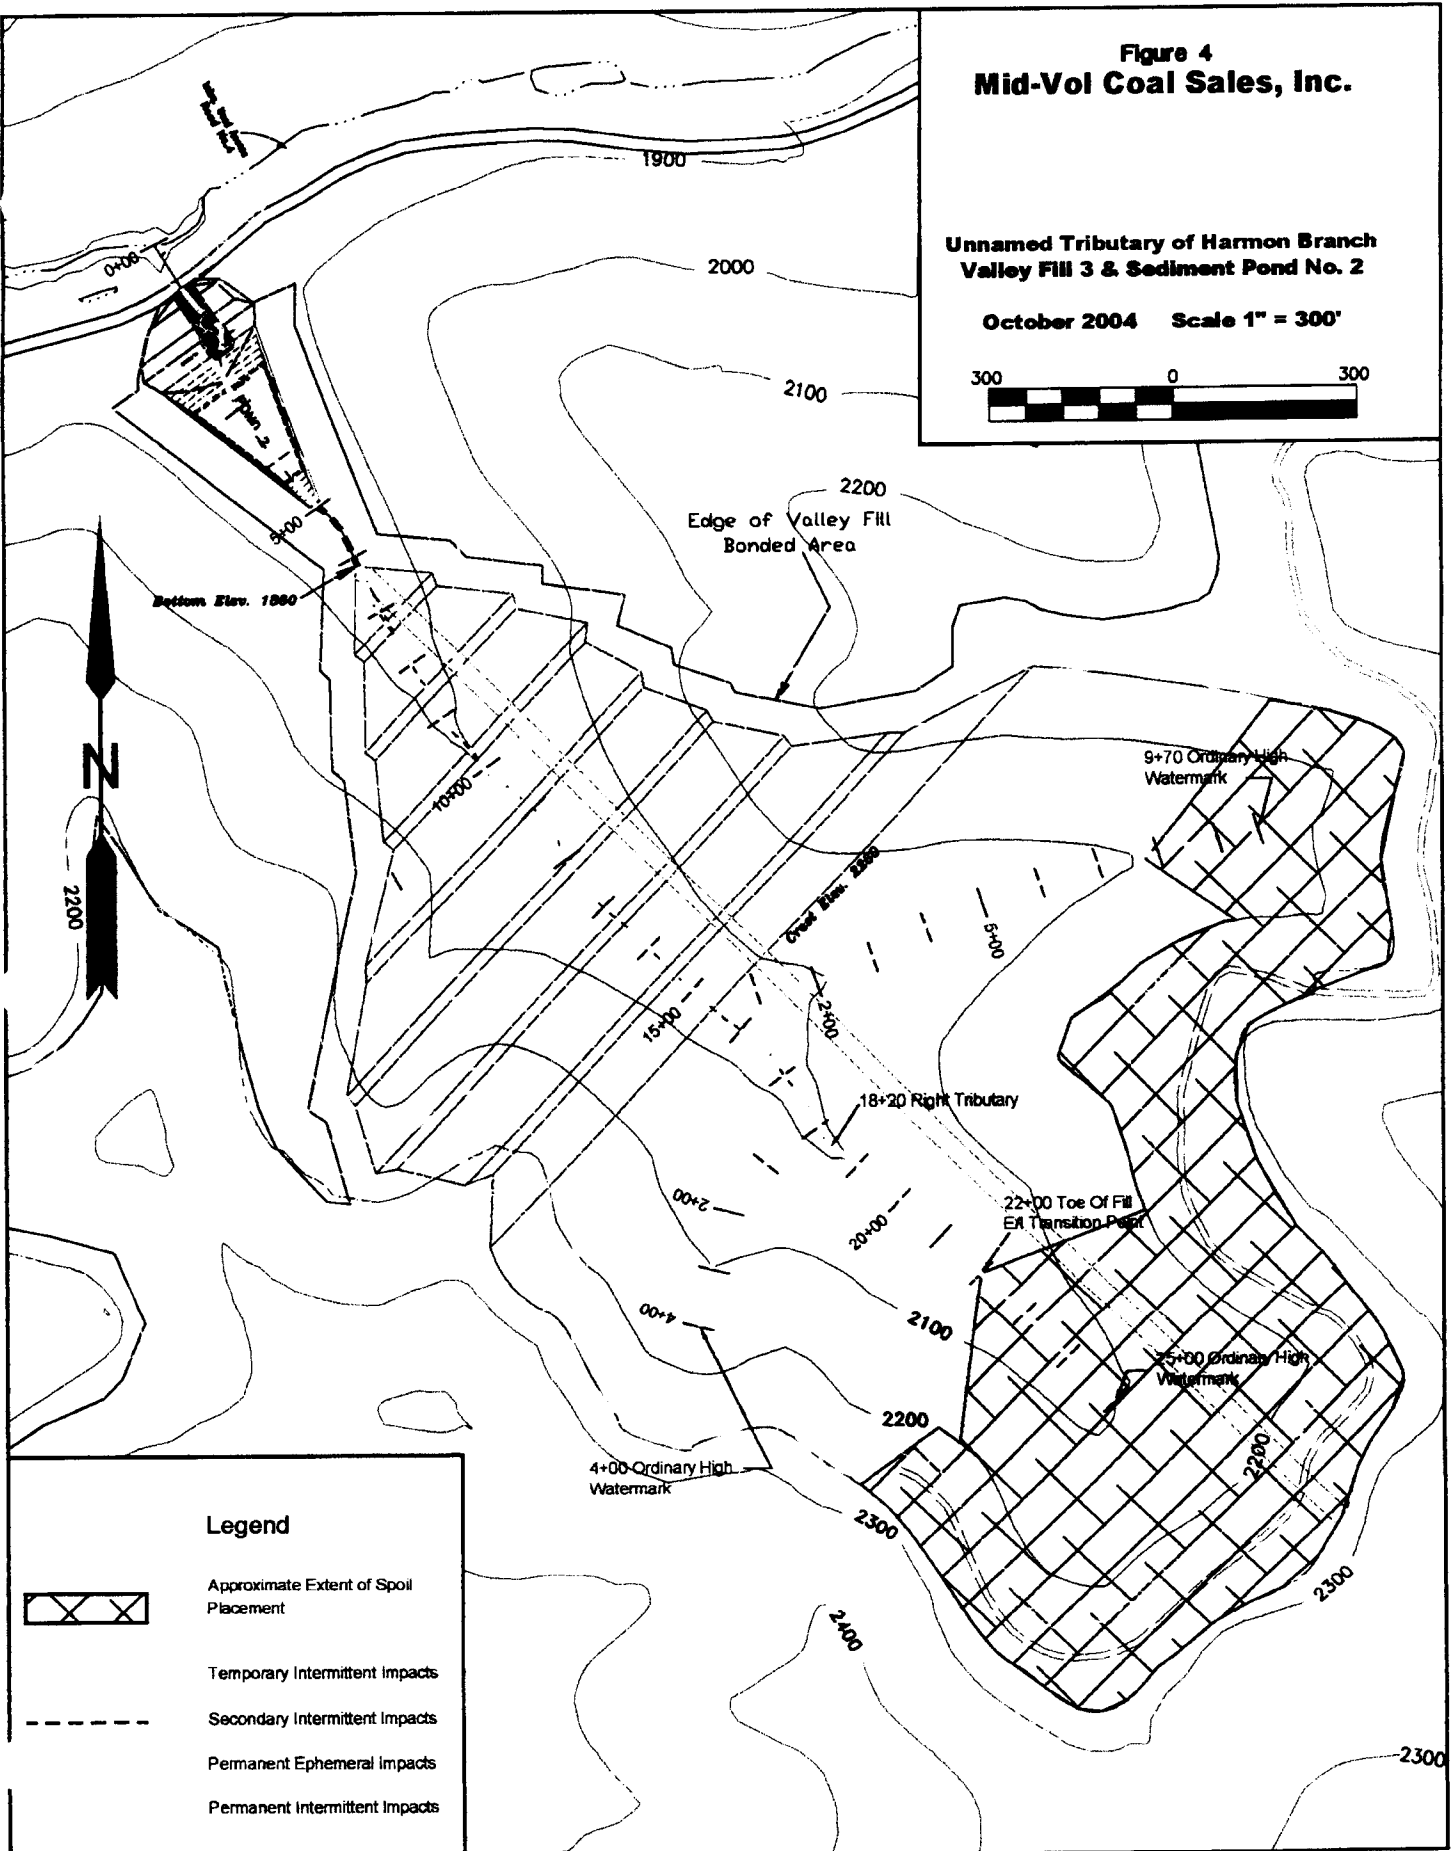 Figure 4
Mid-Vol Coal Sales, Inc.
Unnamed Tributary of Harmon Branch
Valley Fill 3 & Sediment Pond No. 2
October 2004 Scale 1" = 300'
300 0 300
1900
0+00
2000
2100
2200
Edge of Valley Fill
Bonded Area
5+00
Bottom Elev. 1860
N
2200
9+70 Ordinary High
Watermark
10+00
Crest Elev.
5+00
15+00
2+00
18+20 Right Tributary
2+00
20+00
22+00 Toe Of Fill
E/I Transition Point
4+00
2100
25+00 Ordinary High
Watermark
2200
2200
4+00 Ordinary High
Watermark
2300
2300
2400
2300
Legend
Approximate Extent of Spoil
Placement
Temporary Intermittent Impacts
Secondary Intermittent Impacts
Permanent Ephemeral Impacts
Permanent Intermittent Impacts